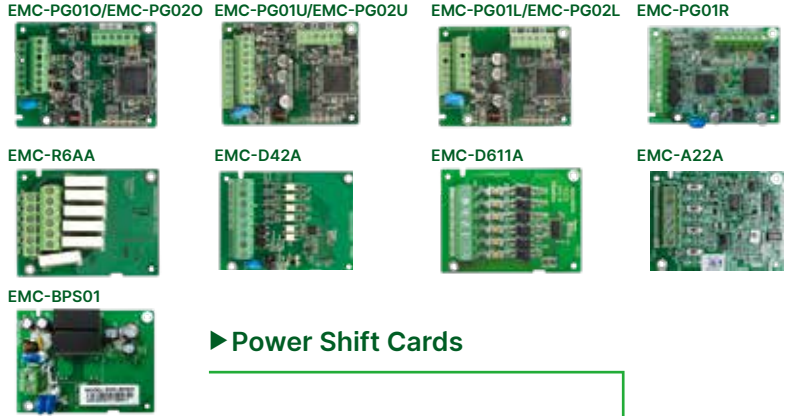 EMC-PG01O/EMC-PG02O EMC-PG01U/EMC-PG02U EMC-PG01L/EMC-PG02L EMC-PG01R
EMC-R6AA EMC-D42A EMC-D611A EMC-A22A
EMC-BPS01
▶Power Shift Cards